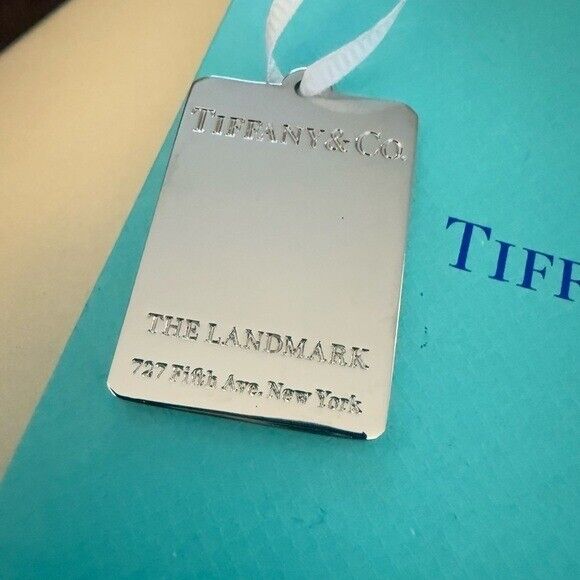 TIFFANY & CO.
THE LANDMARK
727 Fifth Ave. New York
TIFF